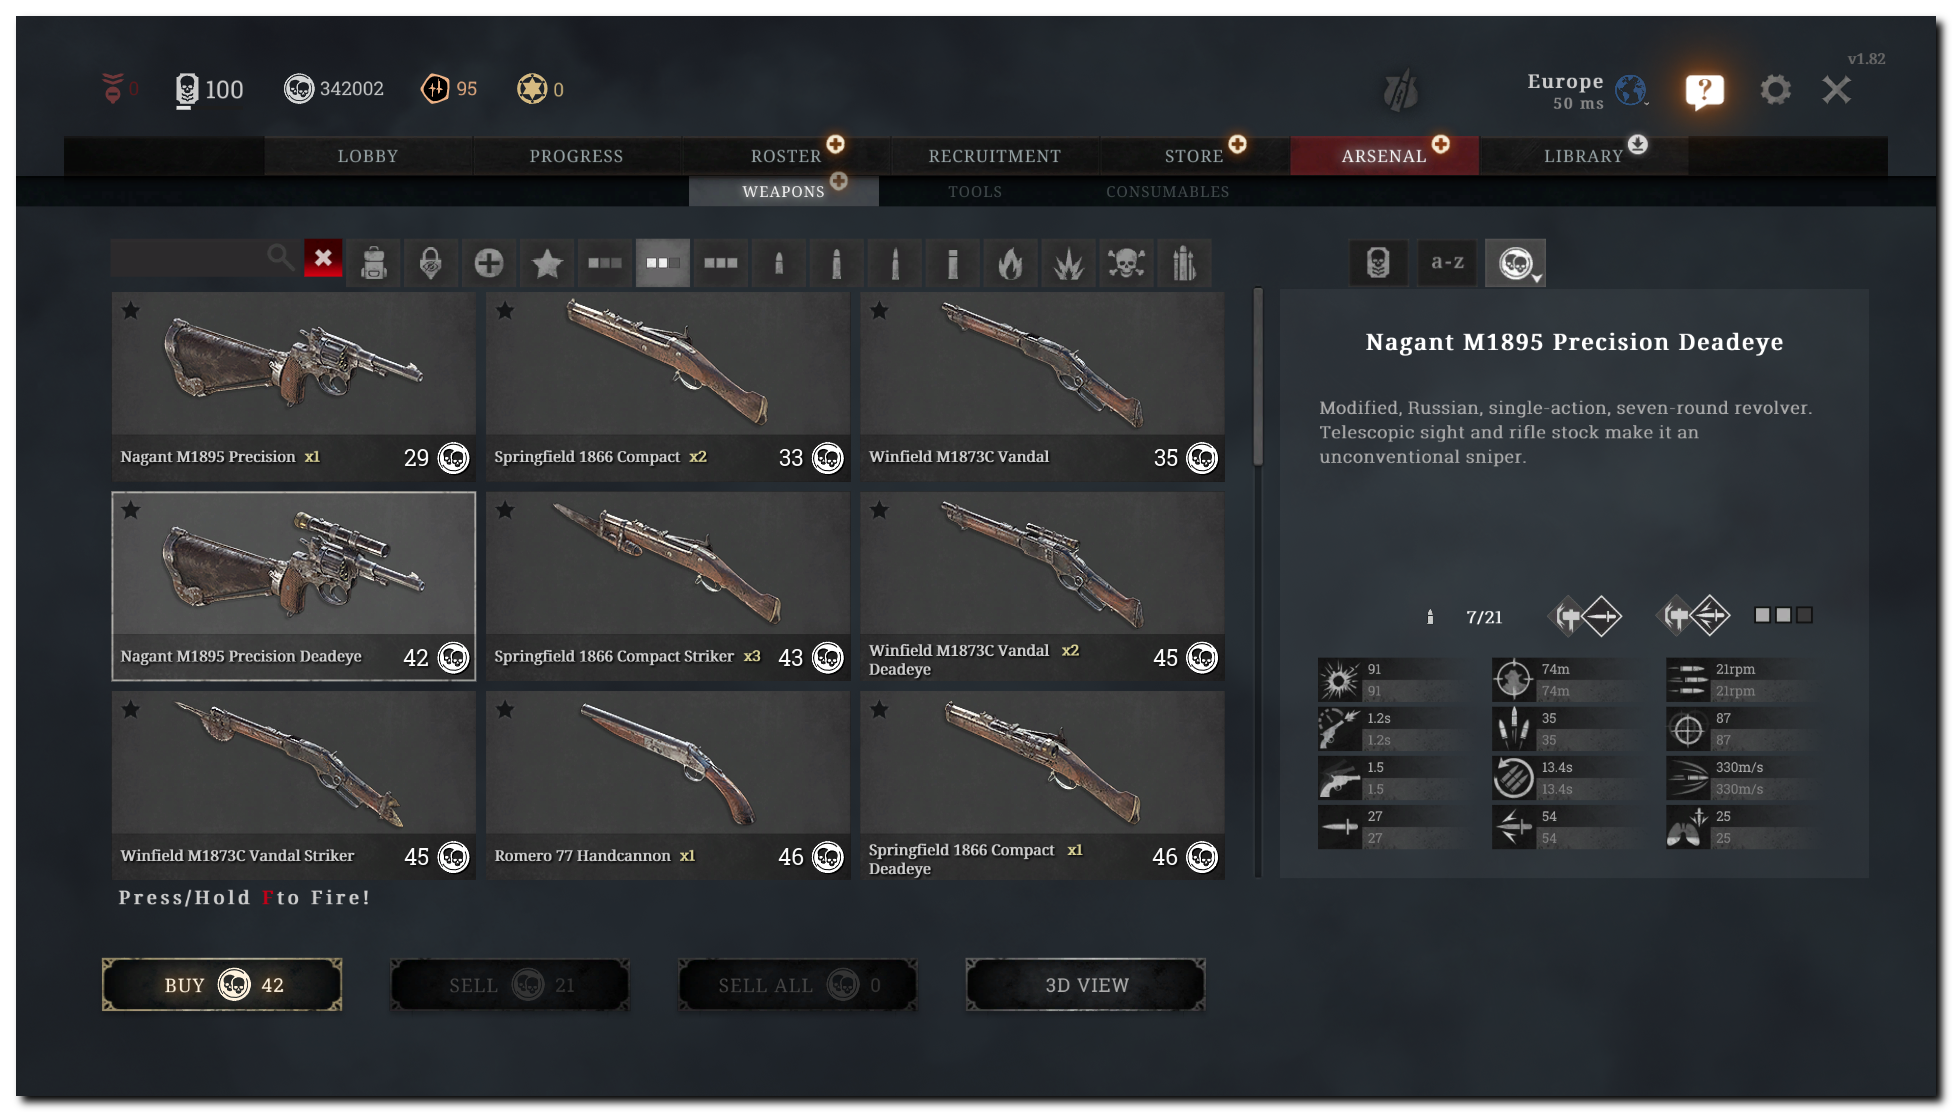 v1.82
0
100
342002
95
0
Europe
50 ms
?
LOBBY
PROGRESS
ROSTER
RECRUITMENT
STORE
ARSENAL
LIBRARY
WEAPONS
TOOLS
CONSUMABLES
a-z
Nagant M1895 Precision x1 29
Springfield 1866 Compact x2 33
Winfield M1873C Vandal 35
Nagant M1895 Precision Deadeye 42
Springfield 1866 Compact Striker x3 43
Winfield M1873C Vandal x2
Deadeye
45
Winfield M1873C Vandal Striker 45
Romero 77 Handcannon x1 46
Springfield 1866 Compact x1
Deadeye
46
Press/Hold F to Fire!
BUY 42
SELL 21
SELL ALL 0
3D VIEW
Nagant M1895 Precision Deadeye
Modified, Russian, single-action, seven-round revolver.
Telescopic sight and rifle stock make it an
unconventional sniper.
7/21
91
91
74m
74m
21rpm
21rpm
1.2s
1.2s
35
35
87
87
1.5
1.5
13.4s
13.4s
330m/s
330m/s
27
27
54
54
25
25